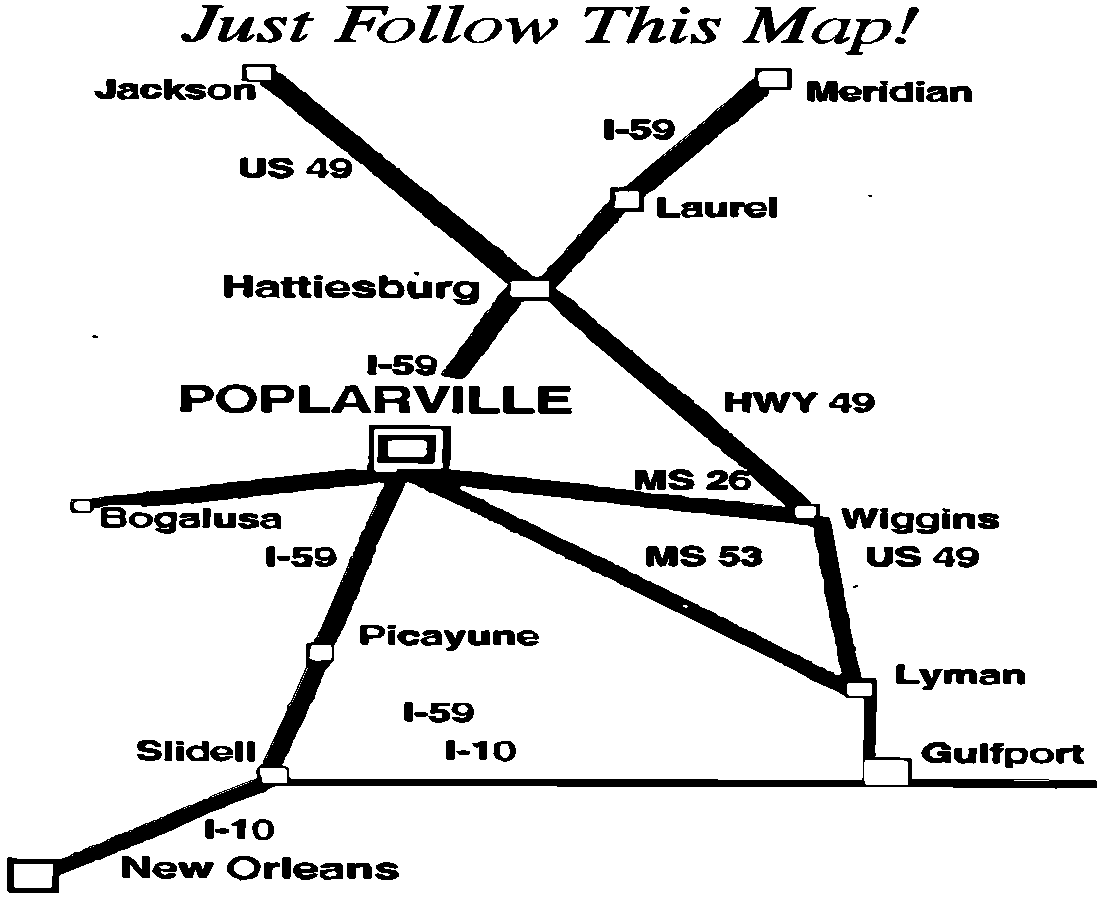 Just Follow This Map!
Jackson
Meridian
I-59
US 49
Laurel
Hattiesburg
I-59
POPLARVILLE
HWY 49
MS 26
Bogalusa
Wiggins
I-59
MS 53
US 49
Picayune
Lyman
I-59
Slidell
I-10
Gulfport
I-10
New Orleans